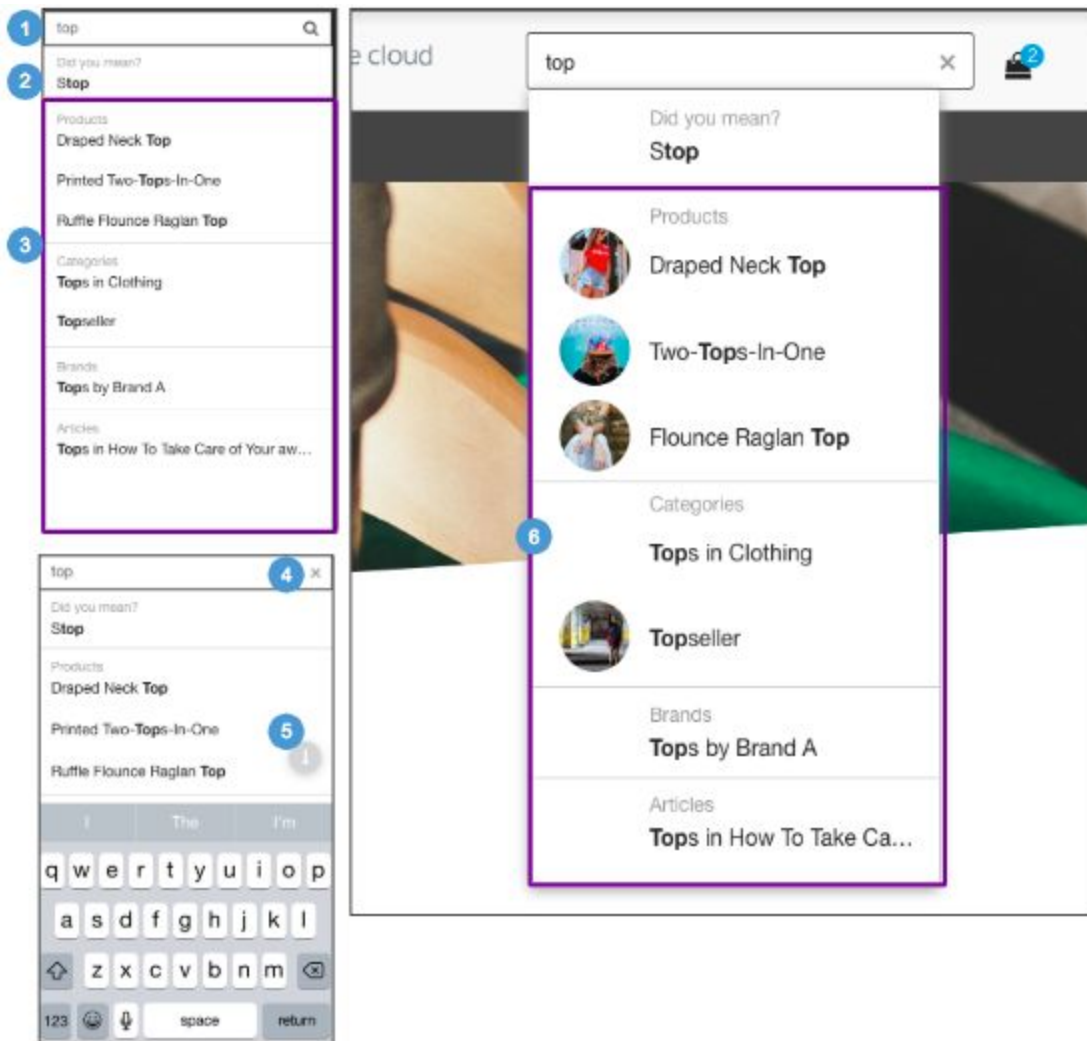 1
top
Did you mean?
2
Stop
Products
Draped Neck Top
Printed Two-Tops-In-One
Ruffle Flounce Raglan Top
3
Categories
Tops in Clothing
Topseller
Brands
Tops by Brand A
Articles
Tops in How To Take Care of Your aw...
top
4
×
Did you mean?
Stop
Products
Draped Neck Top
Printed Two-Tops-In-One
5
Ruffle Flounce Raglan Top
I The I'm
q w e r t y u i o p
a s d f g h j k l
z x c v b n m
123 space return
e cloud
top
×
2
Did you mean?
Stop
Products
Draped Neck Top
Two-Tops-In-One
Flounce Raglan Top
Categories
6
Tops in Clothing
Topseller
Brands
Tops by Brand A
Articles
Tops in How To Take Ca...